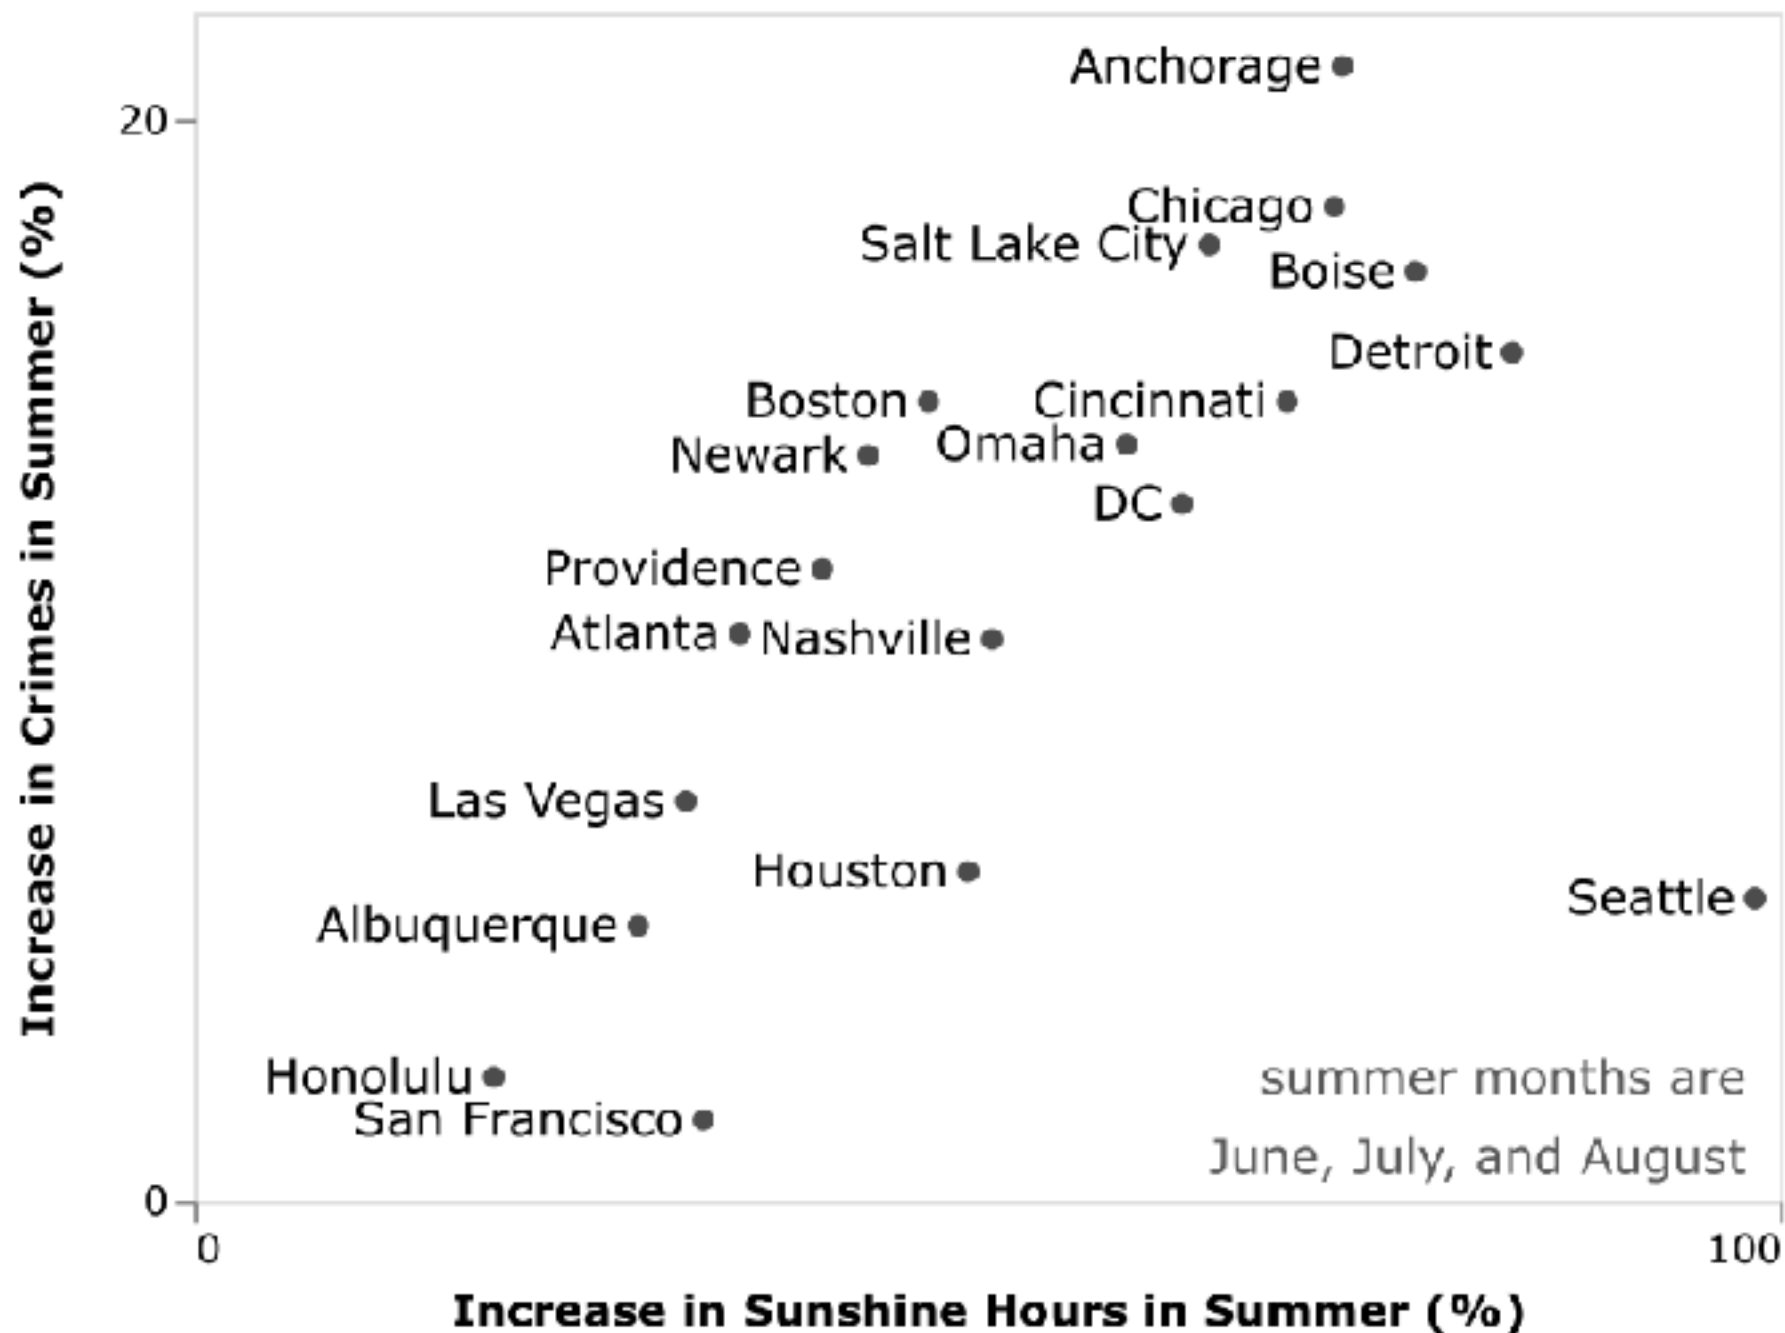 Anchorage
20
Chicago
Salt Lake City
Boise
Detroit
Boston
Cincinnati
Omaha
Newark
DC
Providence
Atlanta
Nashville
Las Vegas
Houston
Seattle
Albuquerque
Honolulu
San Francisco
summer months are
June, July, and August
0
0
100
Increase in Crimes in Summer (%)
Increase in Sunshine Hours in Summer (%)